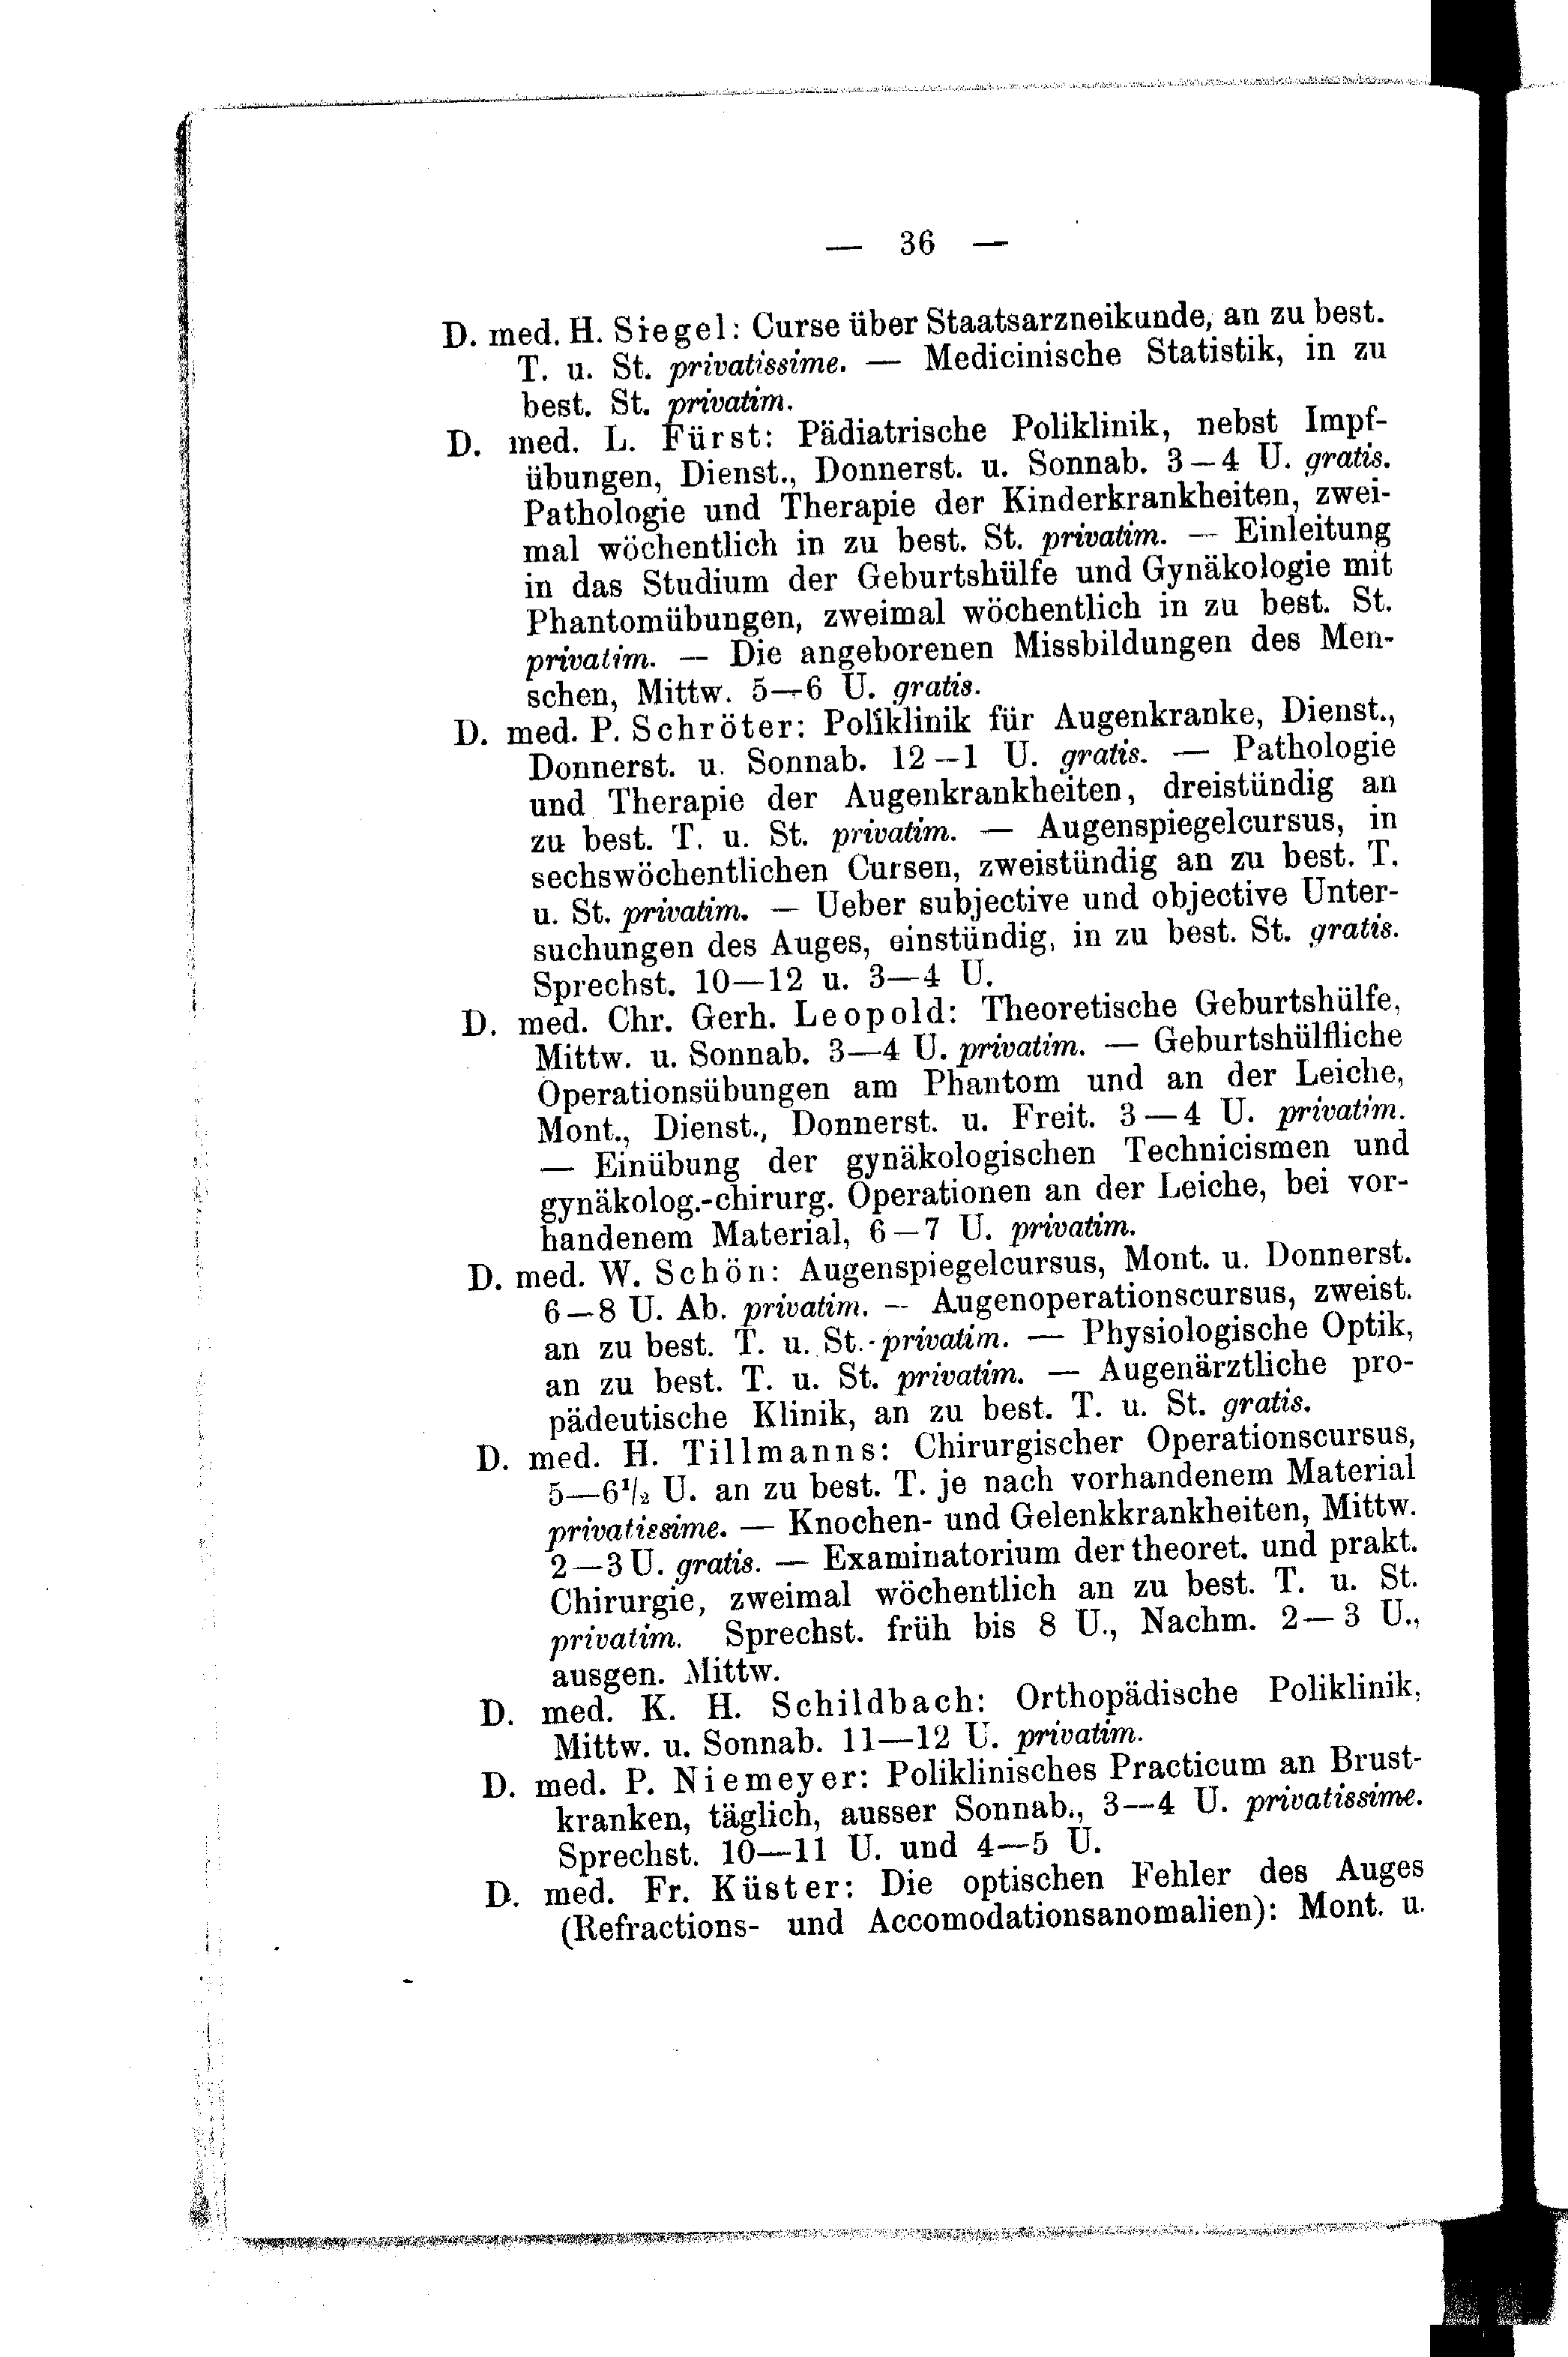 — 36 —
D. med. H. Siegel: Curse über Staatsarzneikunde, an zu best.
T. u. St. privatissime. — Medicinische Statistik, in zu
best. St. privatim.
D. med. L. Fürst: Pädiatrische Poliklinik, nebst Impf-
übungen, Dienst., Donnerst. u. Sonnab. 3–4 U. gratis.
Pathologie und Therapie der Kinderkrankheiten, zwei-
mal wöchentlich in zu best. St. privatim. — Einleitung
in das Studium der Geburtshülfe und Gynäkologie mit
Phantomübungen, zweimal wöchentlich in zu best. St.
privatim. — Die angeborenen Missbildungen des Men-
schen, Mittw. 5—6 U. gratis.
D. med. P. Schröter: Poliklinik für Augenkranke, Dienst.,
Donnerst. u. Sonnab. 12–1 U. gratis. — Pathologie
und Therapie der Augenkrankheiten, dreistündig an
zu best. T. u. St. privatim. — Augenspiegelcursus, in
sechswöchentlichen Cursen, zweistündig an zu best. T.
u. St. privatim. — Ueber subjective und objective Unter-
suchungen des Auges, einstündig, in zu best. St. gratis.
Sprechst. 10—12 u. 3—4 U.
D. med. Chr. Gerh. Leopold: Theoretische Geburtshülfe,
Mittw. u. Sonnab. 3—4 U. privatim. — Geburtshülfliche
Operationsübungen am Phantom und an der Leiche,
Mont., Dienst., Donnerst. u. Freit. 3—4 U. privatim.
— Einübung der gynäkologischen Technicismen und
gynäkolog.-chirurg. Operationen an der Leiche, bei vor-
handenem Material, 6–7 U. privatim.
D. med. W. Schön: Augenspiegelcursus, Mont. u. Donnerst.
6–8 U. Ab. privatim. — Augenoperationscursus, zweist.
an zu best. T. u. St. privatim. — Physiologische Optik,
an zu best. T. u. St. privatim. — Augenärztliche pro-
pädeutische Klinik, an zu best. T. u. St. gratis.
D. med. H. Tillmanns: Chirurgischer Operationscursus,
5—6½ U. an zu best. T. je nach vorhandenem Material
privatissime. — Knochen- und Gelenkkrankheiten, Mittw.
2—3 U. gratis. — Examinatorium der theoret. und prakt.
Chirurgie, zweimal wöchentlich an zu best. T. u. St.
privatim. Sprechst. früh bis 8 U., Nachm. 2—3 U.,
ausgen. Mittw.
D. med. K. H. Schildbach: Orthopädische Poliklinik,
Mittw. u. Sonnab. 11—12 U. privatim.
D. med. P. Niemeyer: Poliklinisches Practicum an Brust-
kranken, täglich, ausser Sonnab., 3—4 U. privatissime.
Sprechst. 10—11 U. und 4—5 U.
D. med. Fr. Küster: Die optischen Fehler des Auges
(Refractions- und Accomodationsanomalien): Mont. u.